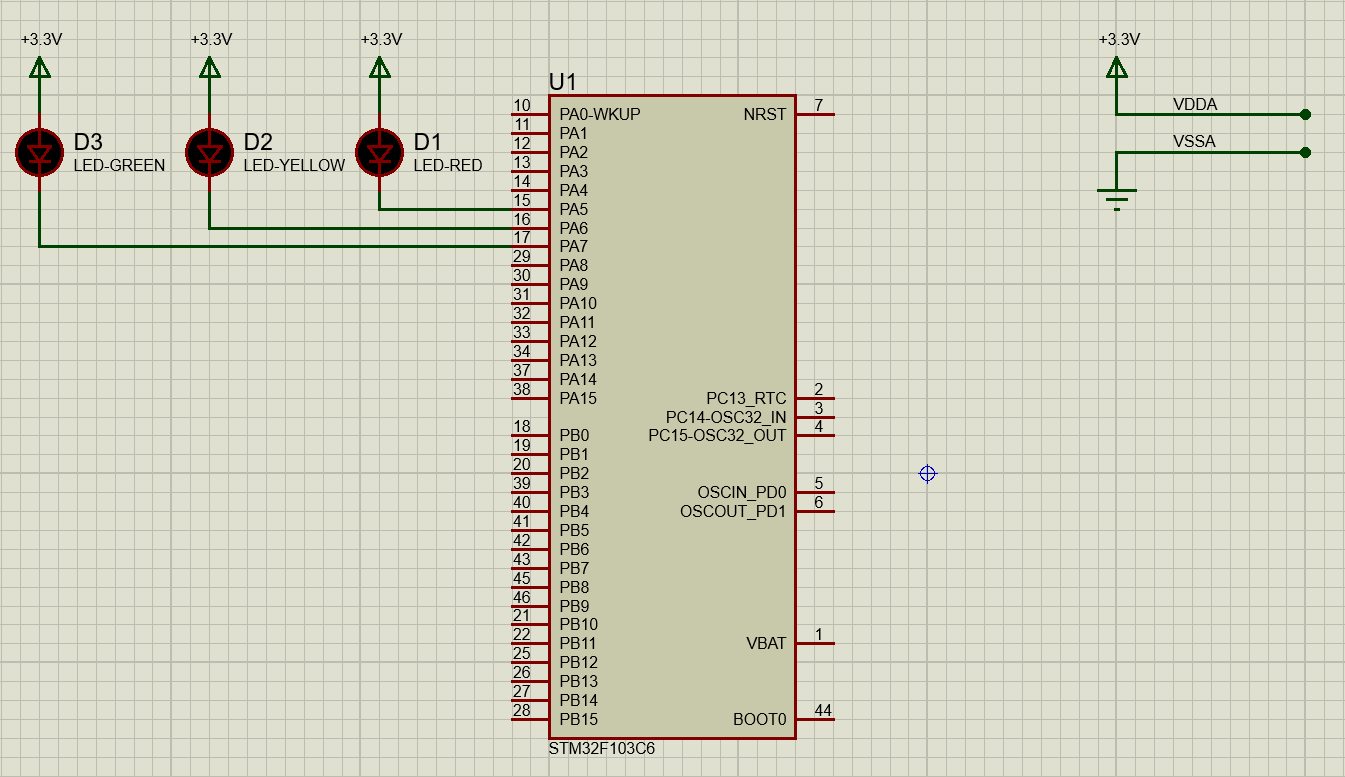 +3.3V
+3.3V
+3.3V
+3.3V
D3
LED-GREEN
D2
LED-YELLOW
D1
LED-RED
VDDA
VSSA
U1
10 PA0-WKUP NRST 7
11 PA1
12 PA2
13 PA3
14 PA4
15 PA5
16 PA6
17 PA7
29 PA8
30 PA9
31 PA10
32 PA11
33 PA12
34 PA13
37 PA14
38 PA15 PC13_RTC 2
PC14-OSC32_IN 3
18 PB0 PC15-OSC32_OUT 4
19 PB1
20 PB2
39 PB3 OSCIN_PD0 5
40 PB4 OSCOUT_PD1 6
41 PB5
42 PB6
43 PB7
45 PB8
46 PB9
21 PB10
22 PB11 VBAT 1
25 PB12
26 PB13
27 PB14
28 PB15 BOOT0 44
STM32F103C6